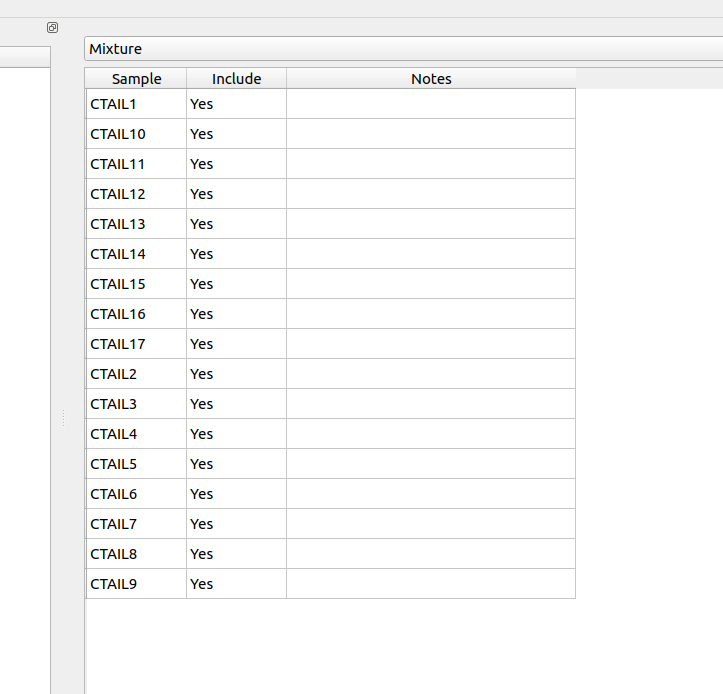 Mixture
Sample Include Notes
CTAIL1 Yes
CTAIL10 Yes
CTAIL11 Yes
CTAIL12 Yes
CTAIL13 Yes
CTAIL14 Yes
CTAIL15 Yes
CTAIL16 Yes
CTAIL17 Yes
CTAIL2 Yes
CTAIL3 Yes
CTAIL4 Yes
CTAIL5 Yes
CTAIL6 Yes
CTAIL7 Yes
CTAIL8 Yes
CTAIL9 Yes